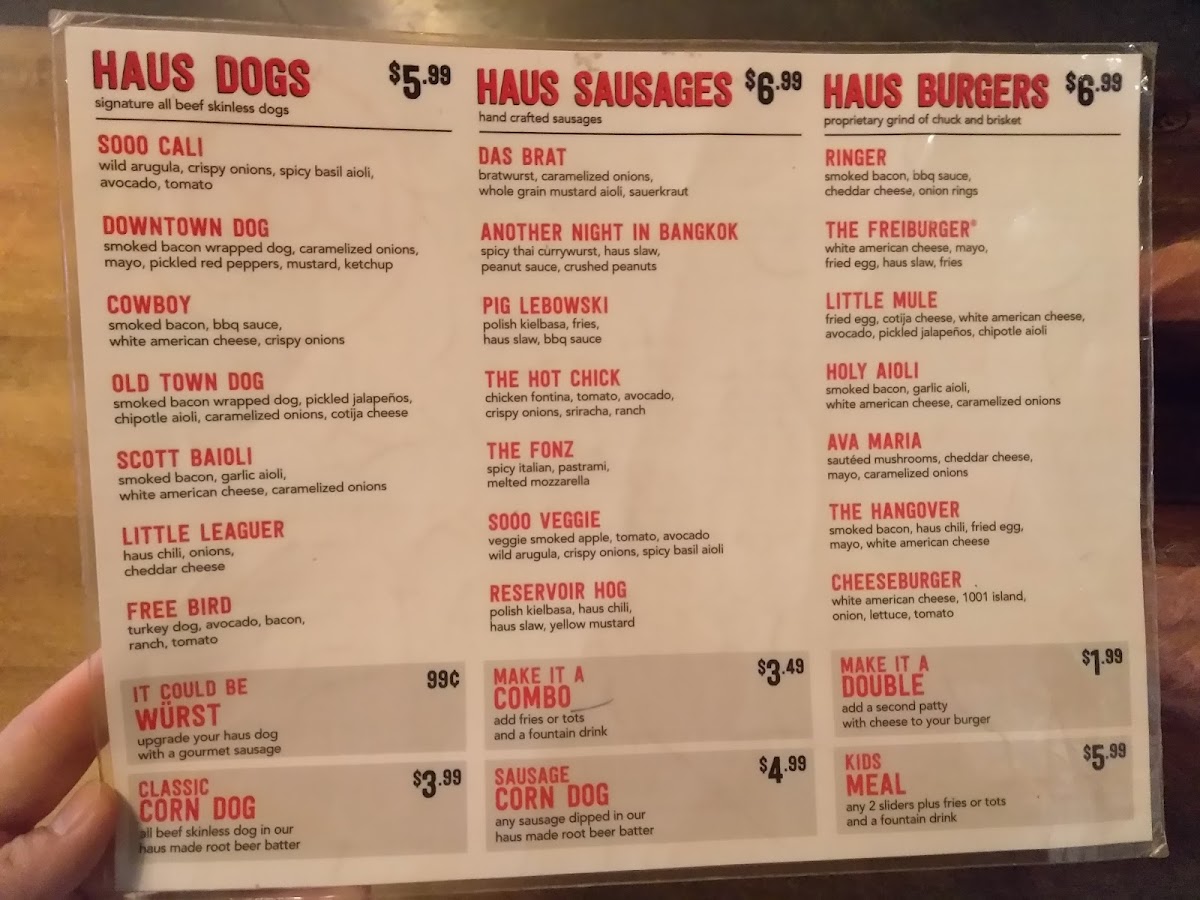 HAUS DOGS $5.99
signature all beef skinless dogs
SOOO CALI
wild arugula, crispy onions, spicy basil aioli,
avocado, tomato
DOWNTOWN DOG
smoked bacon wrapped dog, caramelized onions,
mayo, pickled red peppers, mustard, ketchup
COWBOY
smoked bacon, bbq sauce,
white american cheese, crispy onions
OLD TOWN DOG
smoked bacon wrapped dog, pickled jalapeños,
chipotle aioli, caramelized onions, cotija cheese
SCOTT BAIOLI
smoked bacon, garlic aioli,
white american cheese, caramelized onions
LITTLE LEAGUER
haus chili, onions,
cheddar cheese
FREE BIRD
turkey dog, avocado, bacon,
ranch, tomato
IT COULD BE 99¢
WÜRST
upgrade your haus dog
with a gourmet sausage
CLASSIC $3.99
CORN DOG
all beef skinless dog in our
haus made root beer batter
HAUS SAUSAGES $6.99
hand crafted sausages
DAS BRAT
bratwurst, caramelized onions,
whole grain mustard aioli, sauerkraut
ANOTHER NIGHT IN BANGKOK
spicy thai currywurst, haus slaw,
peanut sauce, crushed peanuts
PIG LEBOWSKI
polish kielbasa, fries,
haus slaw, bbq sauce
THE HOT CHICK
chicken fontina, tomato, avocado,
crispy onions, sriracha, ranch
THE FONZ
spicy italian, pastrami,
melted mozzarella
SOOO VEGGIE
veggie smoked apple, tomato, avocado
wild arugula, crispy onions, spicy basil aioli
RESERVOIR HOG
polish kielbasa, haus chili,
haus slaw, yellow mustard
MAKE IT A $3.49
COMBO
add fries or tots
and a fountain drink
SAUSAGE $4.99
CORN DOG
any sausage dipped in our
haus made root beer batter
HAUS BURGERS $6.99
proprietary grind of chuck and brisket
RINGER
smoked bacon, bbq sauce,
cheddar cheese, onion rings
THE FREIBURGER®
white american cheese, mayo,
fried egg, haus slaw, fries
LITTLE MULE
fried egg, cotija cheese, white american cheese,
avocado, pickled jalapeños, chipotle aioli
HOLY AIOLI
smoked bacon, garlic aioli,
white american cheese, caramelized onions
AVA MARIA
sautéed mushrooms, cheddar cheese,
mayo, caramelized onions
THE HANGOVER
smoked bacon, haus chili, fried egg,
mayo, white american cheese
CHEESEBURGER
white american cheese, 1001 island,
onion, lettuce, tomato
MAKE IT A $1.99
DOUBLE
add a second patty
with cheese to your burger
KIDS $5.99
MEAL
any 2 sliders plus fries or tots
and a fountain drink